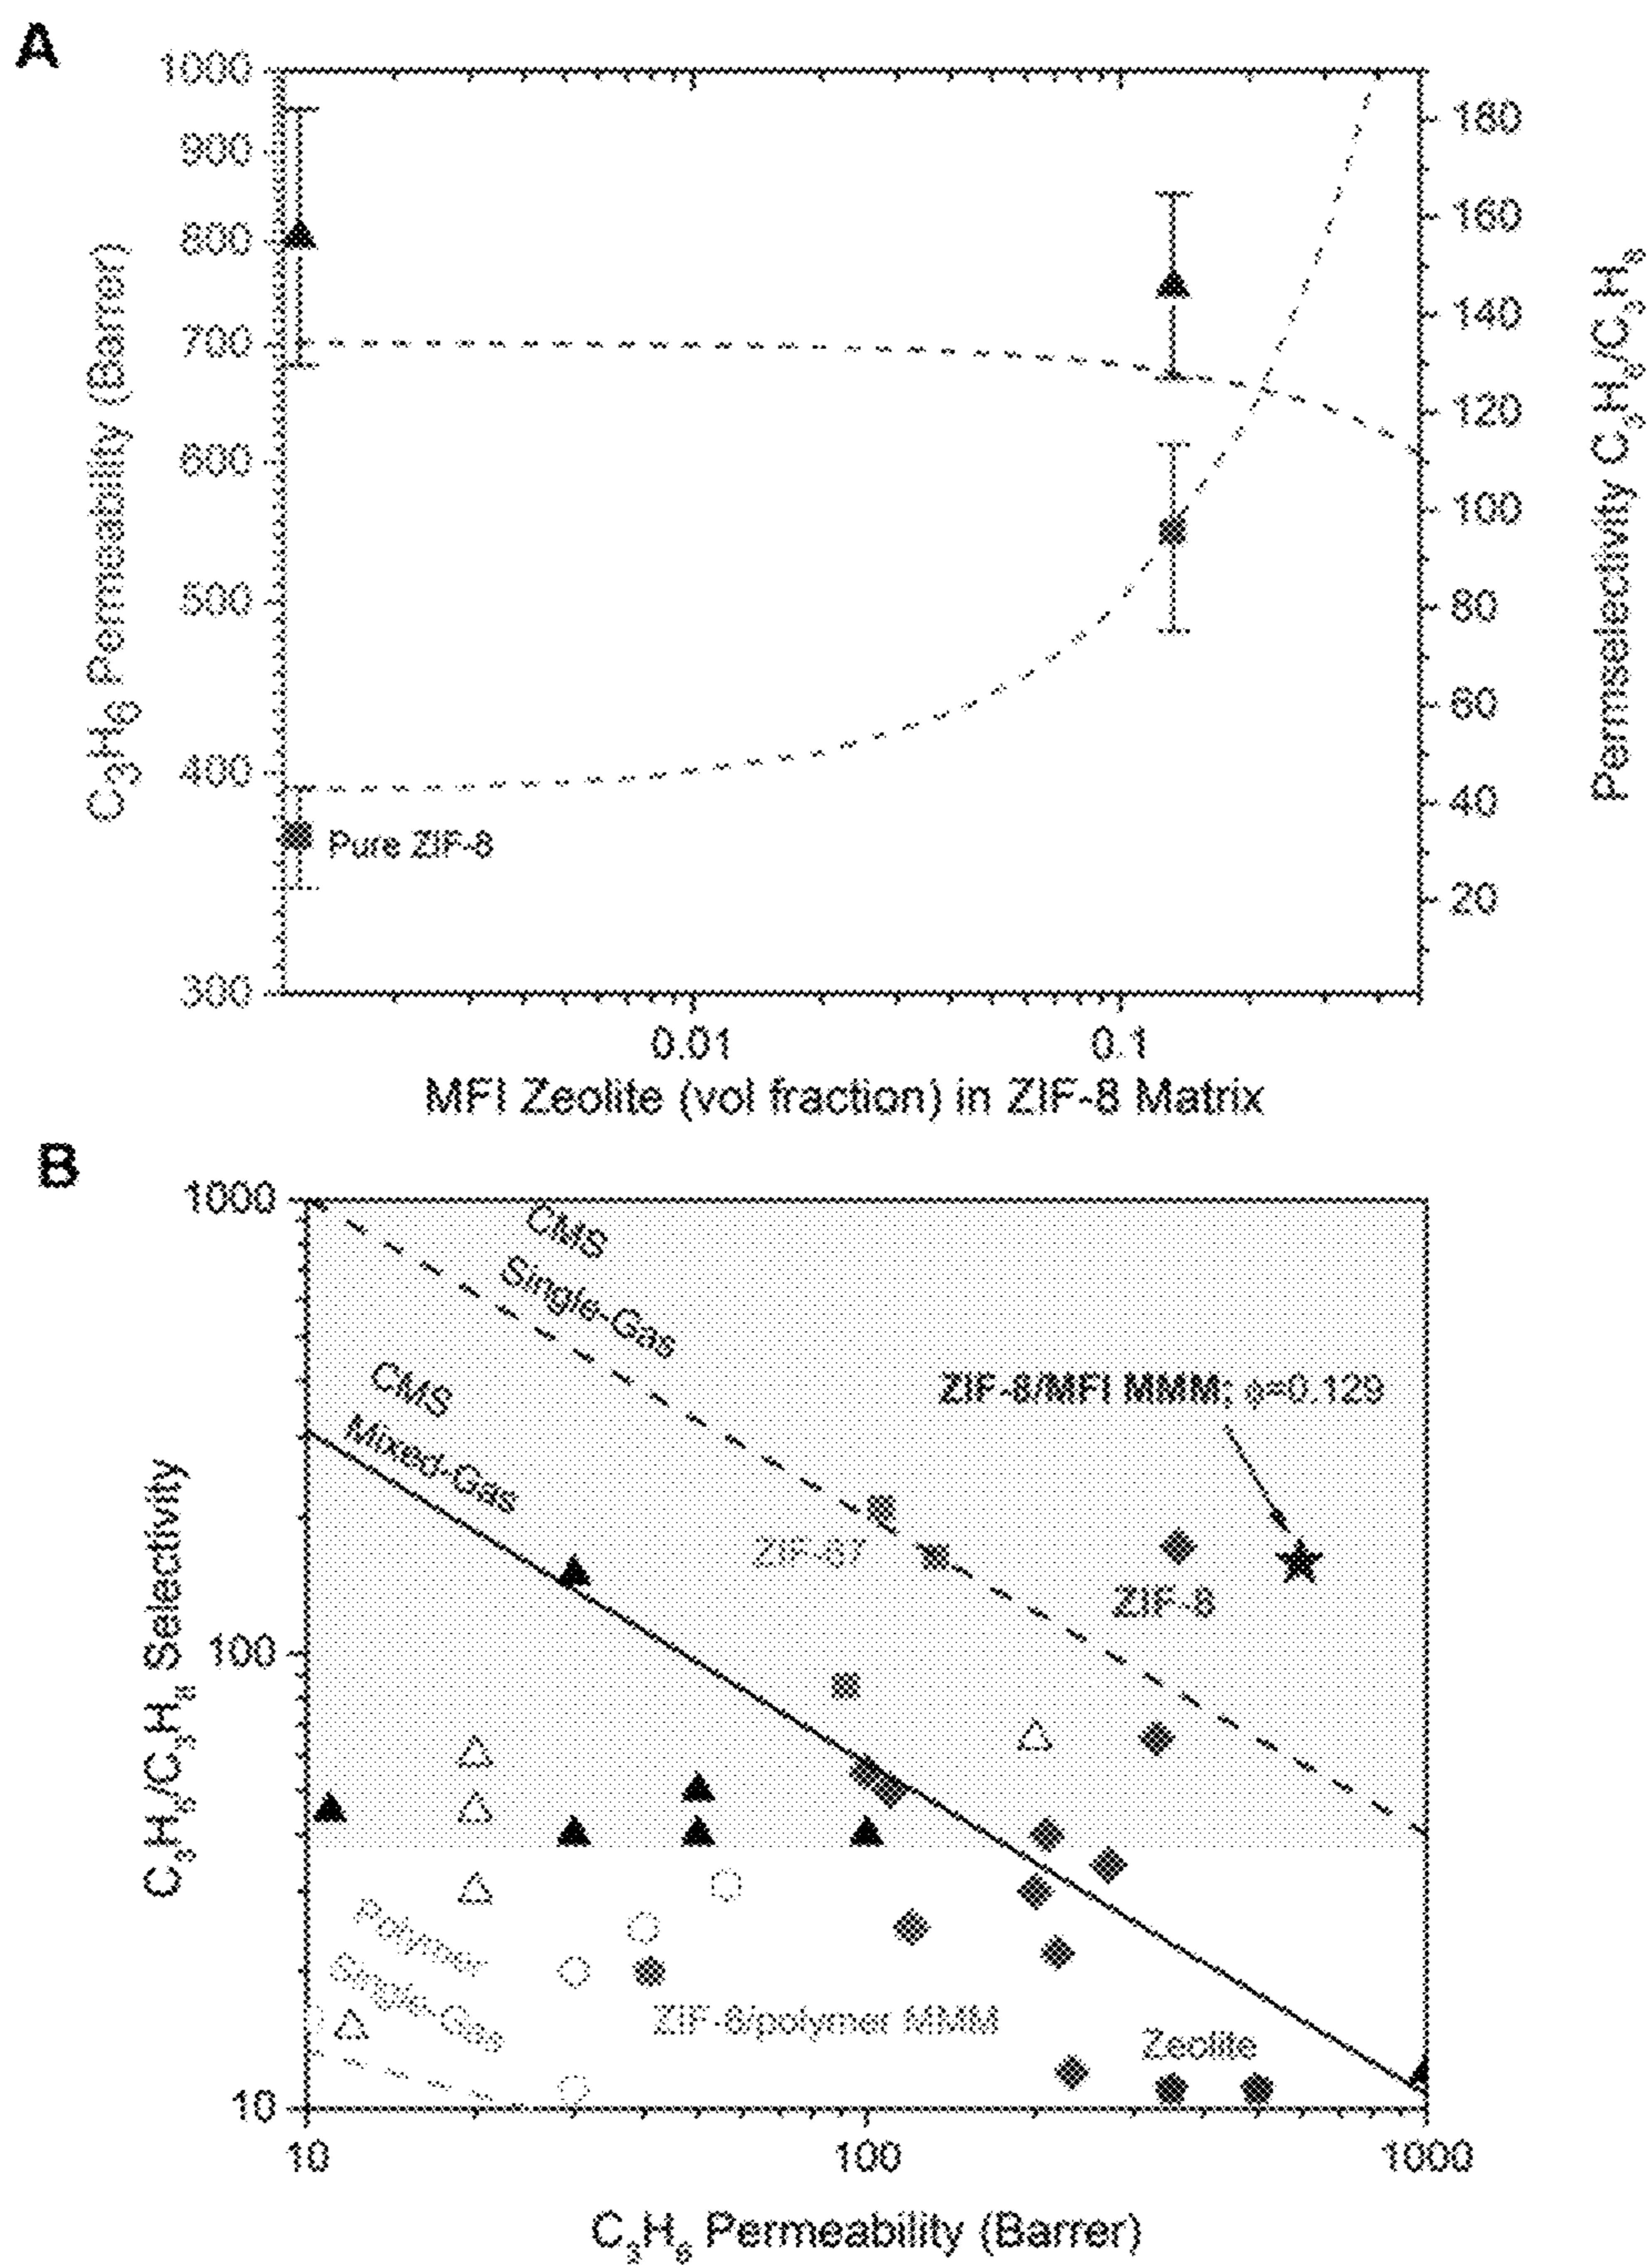 A
1000
900
800
700
600
500
400
300
C3H6 Permeability (Barrer)
180
160
140
120
100
80
60
40
20
Permselectivity C3H6/C3H8
Pure ZIF-8
0.01
0.1
MFI Zeolite (vol fraction) in ZIF-8 Matrix
B
1000
100
10
C3H6/C3H8 Selectivity
CMS
Single-Gas
CMS
Mixed-Gas
ZIF-8/MFI MMM; ϕ=0.129
ZIF-67
ZIF-8
Polymer
Single-Gas
ZIF-8/polymer MMM
Zeolite
10
100
1000
C3H6 Permeability (Barrer)